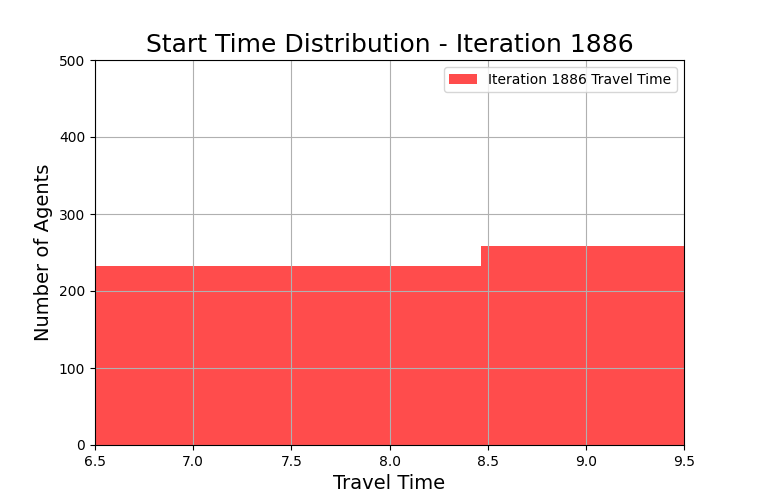 Start Time Distribution - Iteration 1886
Iteration 1886 Travel Time
Number of Agents
500
400
300
200
100
0
6.5 7.0 7.5 8.0 8.5 9.0 9.5
Travel Time